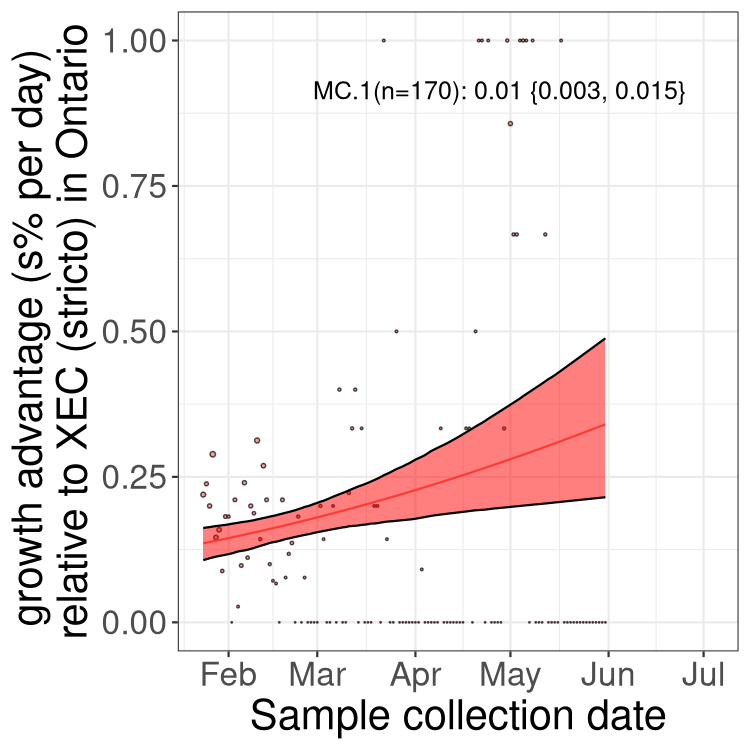 growth advantage (s% per day)
relative to XEC (stricto) in Ontario
1.00
0.75
0.50
0.25
0.00
MC.1(n=170): 0.01 {0.003, 0.015}
Feb Mar Apr May Jun Jul
Sample collection date